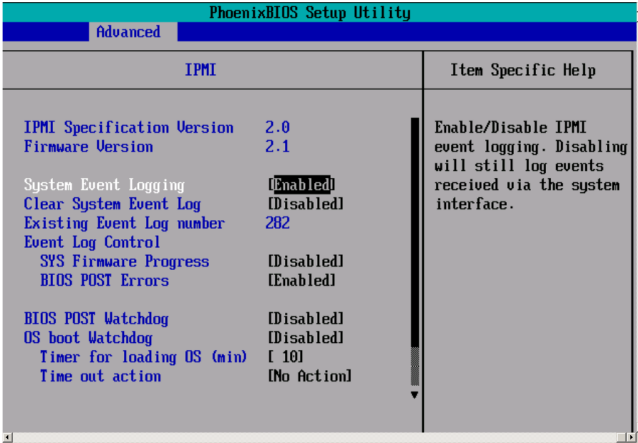 PhoenixBIOS Setup Utility
Advanced
IPMI
Item Specific Help
IPMI Specification Version 2.0
Firmware Version 2.1
System Event Logging [Enabled]
Clear System Event Log [Disabled]
Existing Event Log number 282
Event Log Control
SYS Firmware Progress [Disabled]
BIOS POST Errors [Enabled]
BIOS POST Watchdog [Disabled]
OS boot Watchdog [Disabled]
Timer for loading OS (min) [ 10]
Time out action [No Action]
Enable/Disable IPMI
event logging. Disabling
will still log events
received via the system
interface.